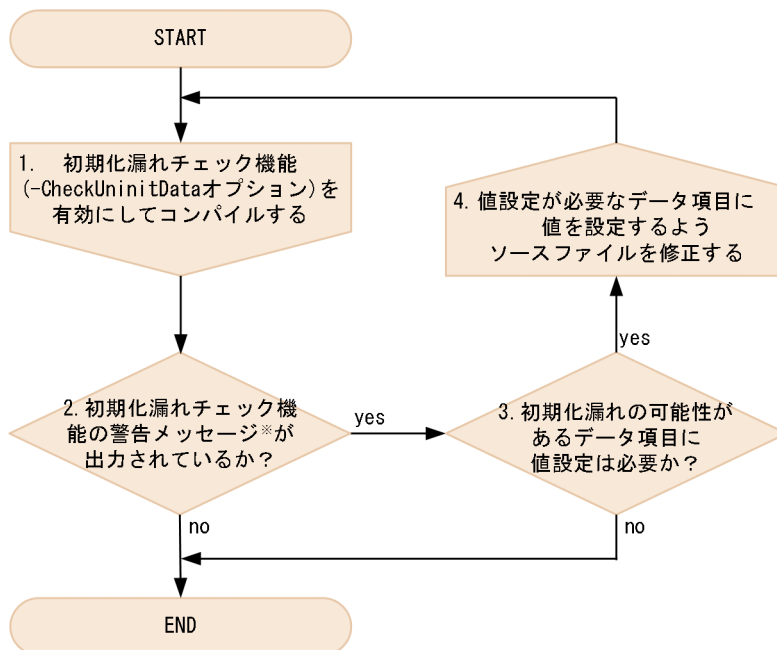 START
1. 初期化漏れチェック機能
(-CheckUninitDataオプション)を
有効にしてコンパイルする
2. 初期化漏れチェック機
能の警告メッセージ※が
出力されているか?
yes
no
3. 初期化漏れの可能性が
あるデータ項目に
値設定は必要か?
yes
no
4. 値設定が必要なデータ項目に
値を設定するよう
ソースファイルを修正する
END